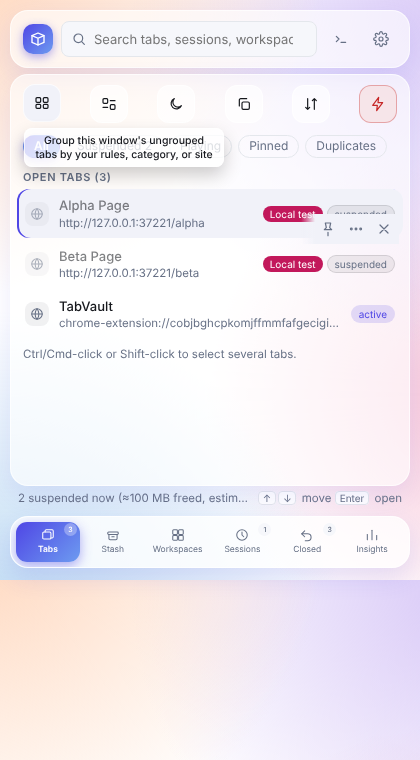 Search tabs, sessions, workspac
Group this window's ungrouped
tabs by your rules, category, or site
Pinned
Duplicates
OPEN TABS (3)
Alpha Page
http://127.0.0.1:37221/alpha
Local test
suspended
Beta Page
http://127.0.0.1:37221/beta
Local test
suspended
TabVault
chrome-extension://cobjbghcpkomjffmmfafgecigi...
active
Ctrl/Cmd-click or Shift-click to select several tabs.
2 suspended now (≈100 MB freed, estim... ↑ ↓ move Enter open
3
Tabs
Stash
Workspaces
1
Sessions
3
Closed
Insights